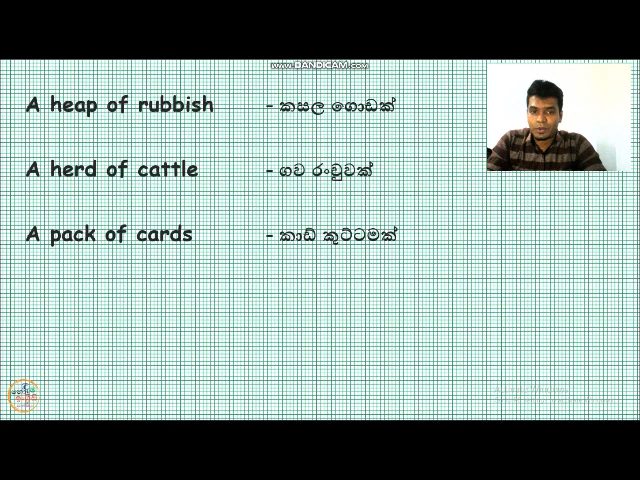 www.BANDICAM.com
A heap of rubbish - කසල ගොඩක්
A herd of cattle - ගව රංචුවක්
A pack of cards - කාඩ් කුට්ටමක්